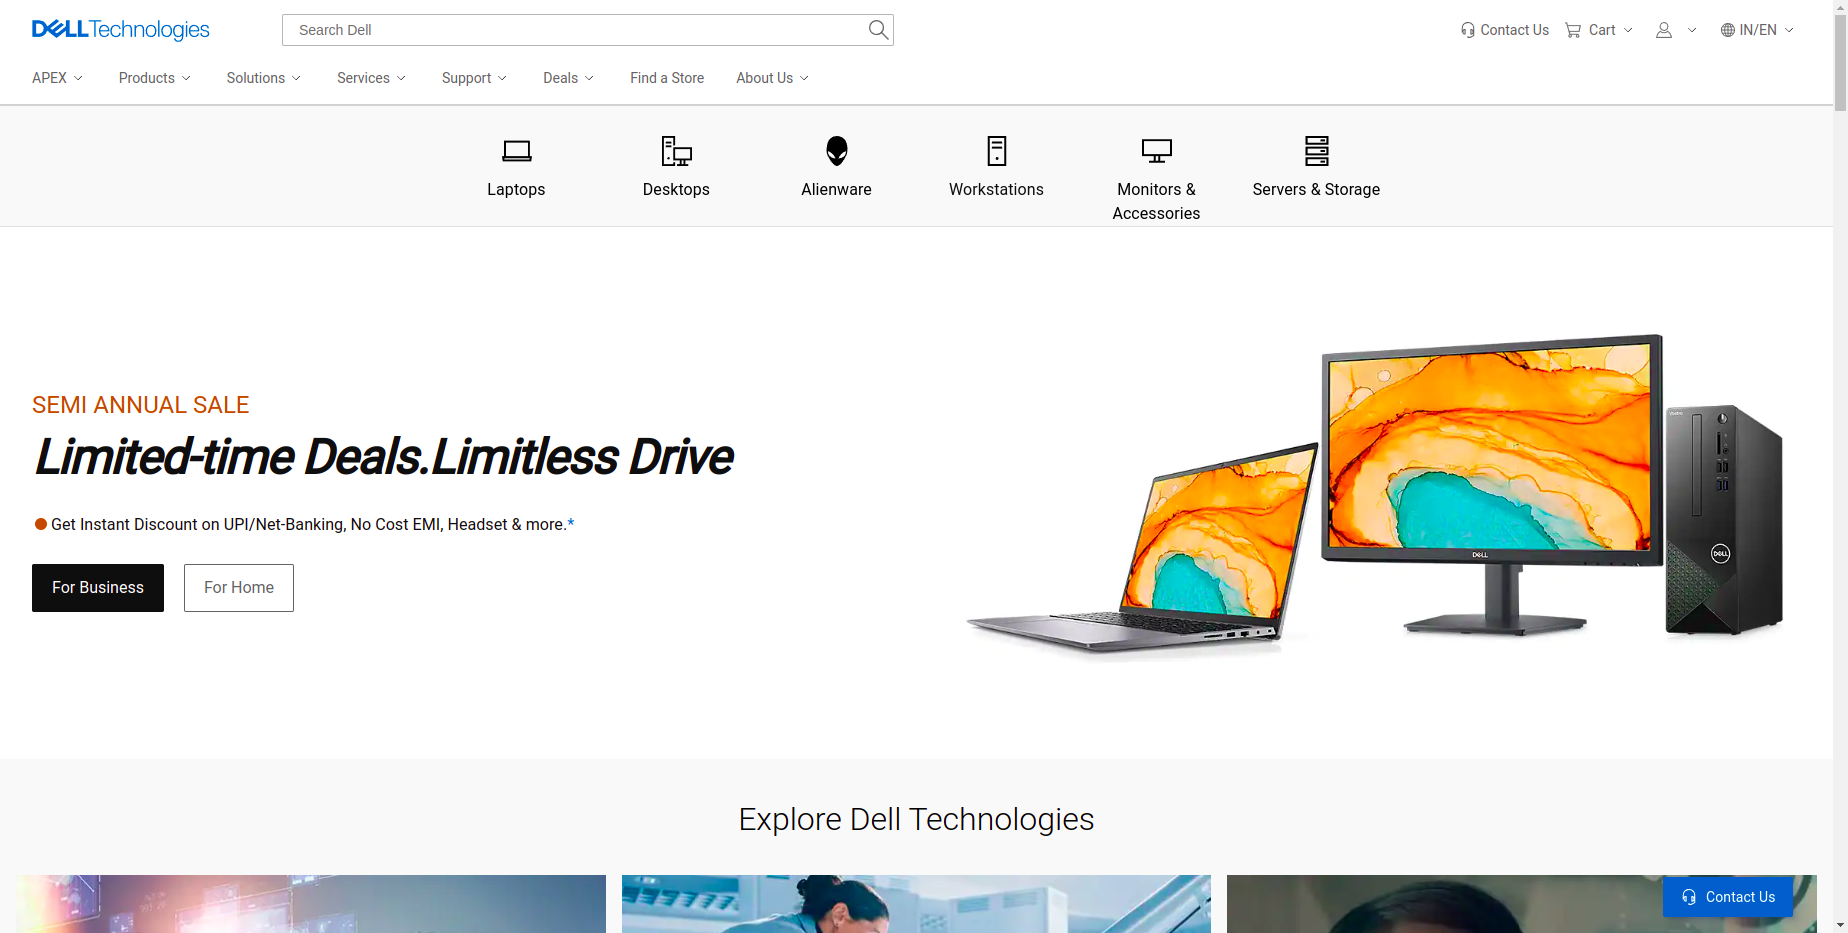 DELLTechnologies
Search Dell
Contact Us
Cart
IN/EN
APEX
Products
Solutions
Services
Support
Deals
Find a Store
About Us
Laptops
Desktops
Alienware
Workstations
Monitors &
Accessories
Servers & Storage
SEMI ANNUAL SALE
Limited-time Deals.Limitless Drive
Get Instant Discount on UPI/Net-Banking, No Cost EMI, Headset & more.*
For Business
For Home
DELL
DELL
Explore Dell Technologies
Contact Us